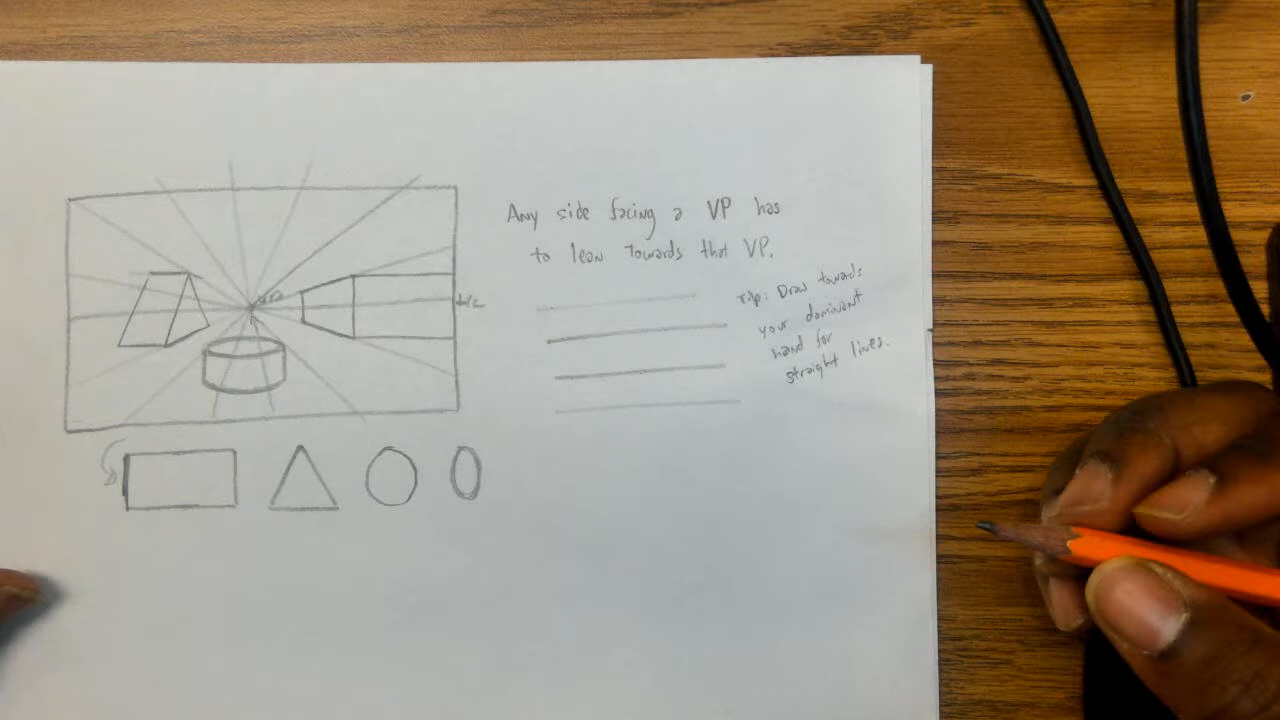 Any side facing a VP has
to lean towards that VP.
Tip: Draw towards
your dominant
hand for
straight lines.
VP